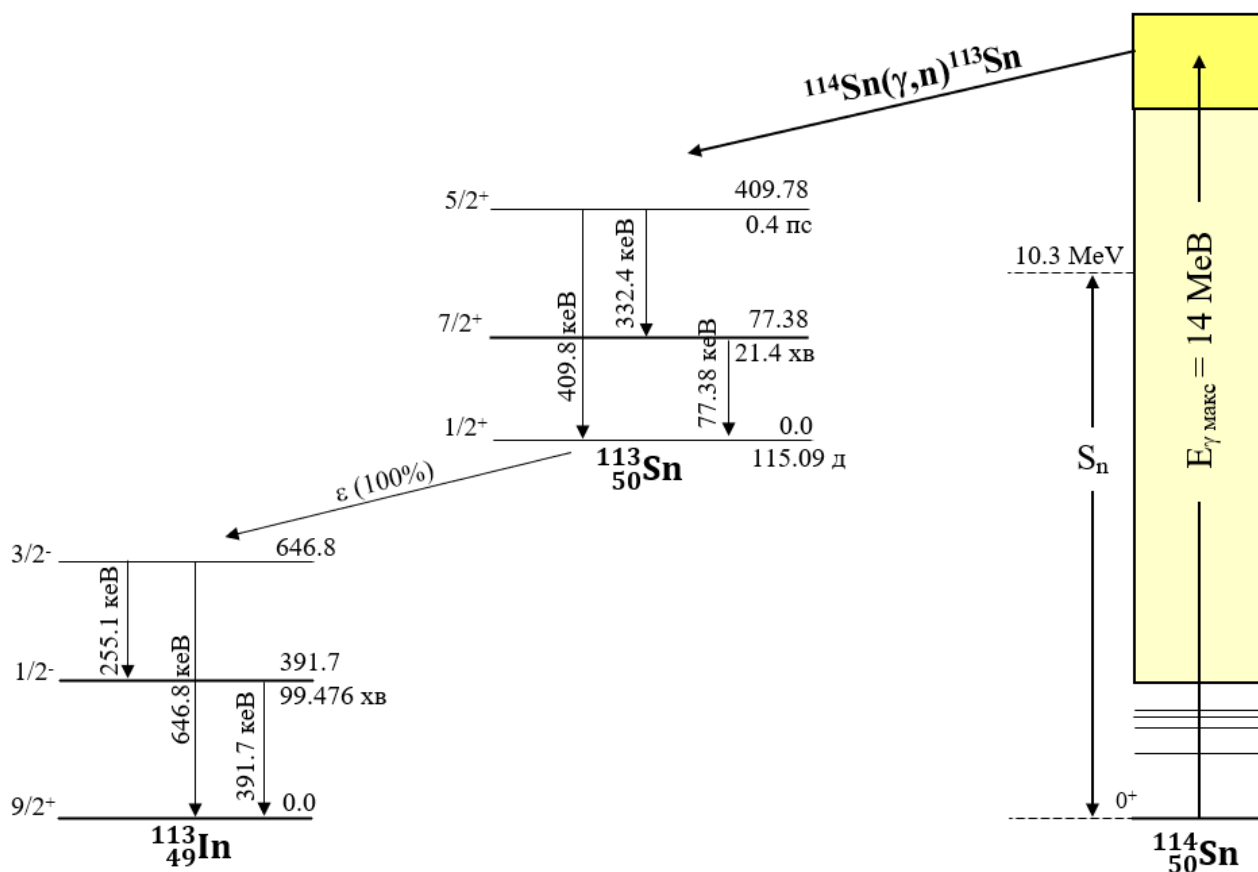 ¹¹⁴Sn(γ,n)¹¹³Sn
5/2⁺
409.78
0.4 пс
409.8 кеВ
332.4 кеВ
7/2⁺
77.38
21.4 хв
77.38 кеВ
1/2⁺
0.0
115.09 д
¹¹³₅₀Sn
ε (100%)
3/2⁻
646.8
255.1 кеВ
646.8 кеВ
1/2⁻
391.7
99.476 хв
391.7 кеВ
9/2⁺
0.0
¹¹³₄₉In
10.3 MeV
Sₙ
E᷊γ макс = 14 МеВ
0⁺
¹¹⁴₅₀Sn